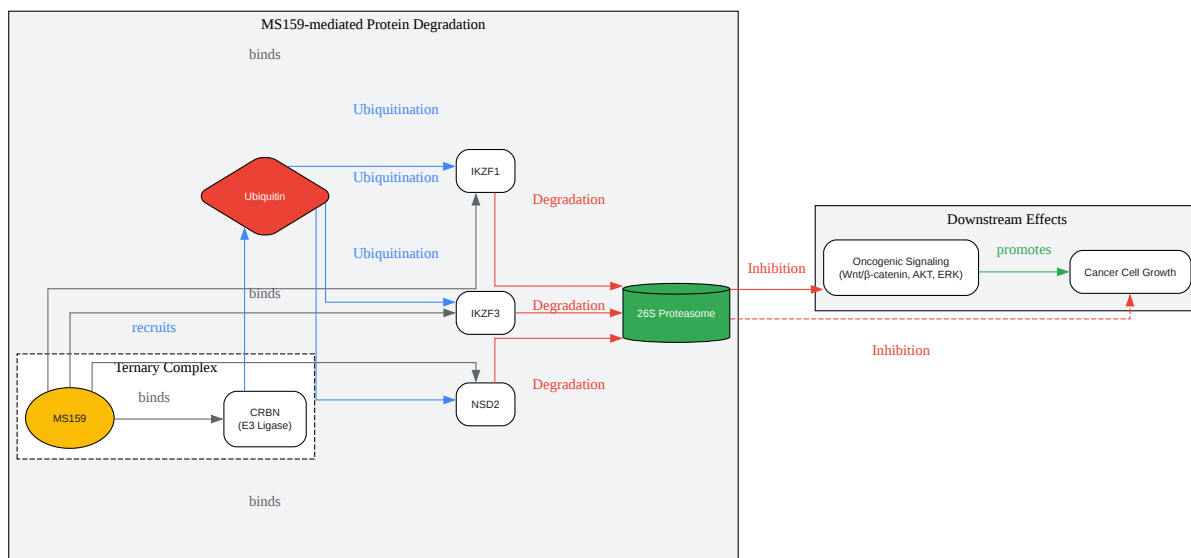 MS159-mediated Protein Degradation
binds
Ubiquitination
IKZF1
Ubiquitination
Ubiquitin
Degradation
Downstream Effects
Ubiquitination
Oncogenic Signaling
(Wnt/β-catenin, AKT, ERK)
promotes
Cancer Cell Growth
Inhibition
binds
Degradation
IKZF3
26S Proteasome
recruits
Inhibition
Ternary Complex
Degradation
binds
NSD2
MS159
CRBN
(E3 Ligase)
binds